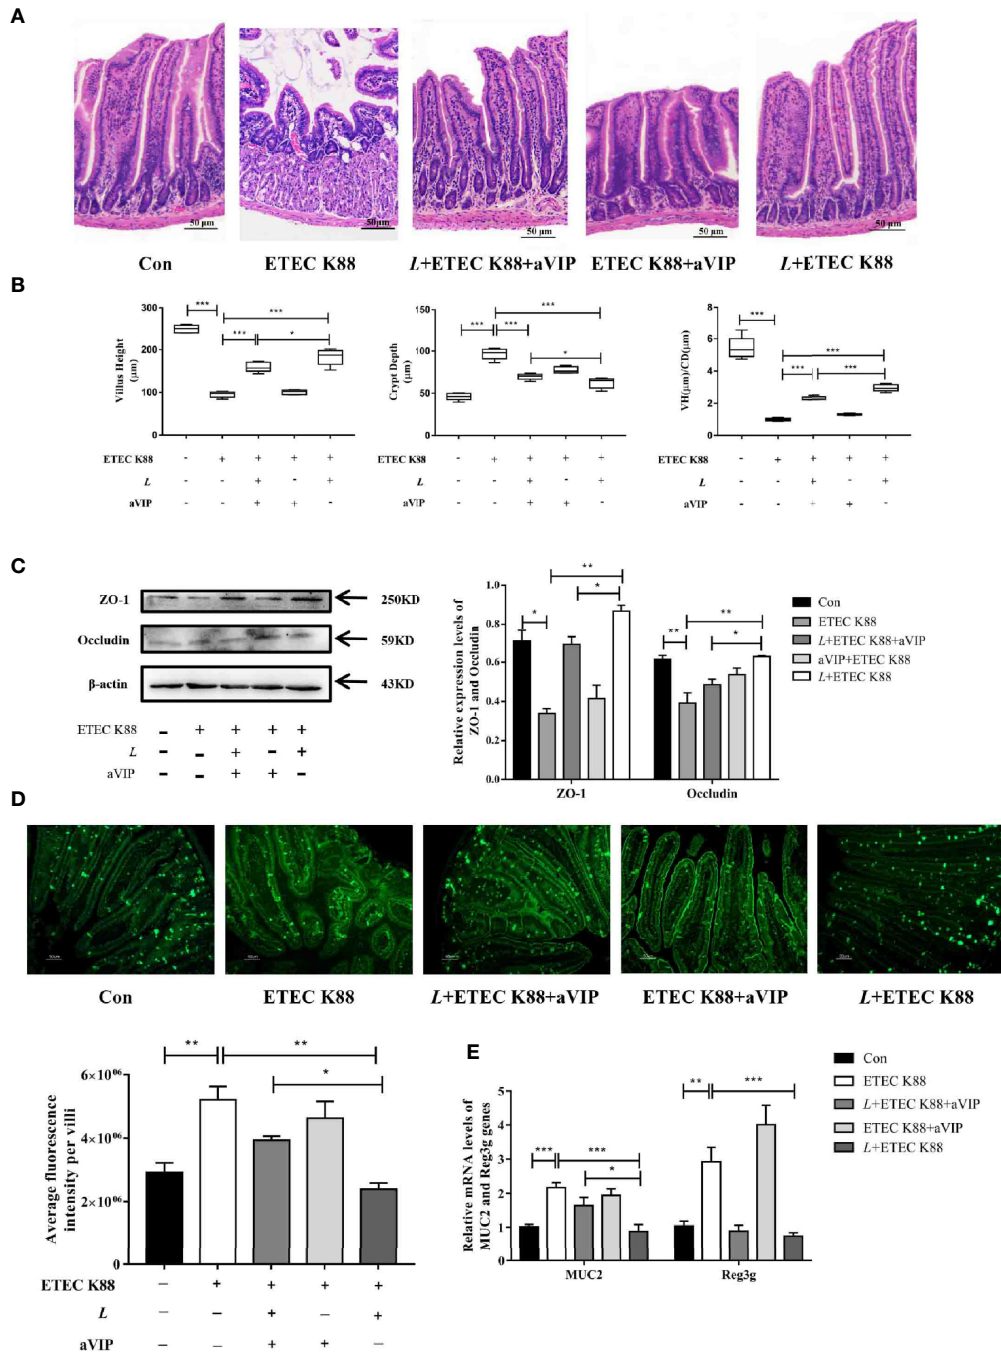 A
50 µm
50 µm
50 µm
50 µm
50 µm
Con
ETEC K88
L+ETEC K88+aVIP
ETEC K88+aVIP
L+ETEC K88
B
Villus Height
(µm)
300
200
100
0
***
***
***
*
ETEC K88 - + + + +
L - - + - +
aVIP - - + + -
Crypt Depth
(µm)
150
100
50
0
***
***
***
*
ETEC K88 - + + + +
L - - + - +
aVIP - - + + -
VH(µm)/CD(µm)
8
6
4
2
0
***
***
***
***
ETEC K88 - + + + +
L - - + - +
aVIP - - + + -
C
ZO-1 250KD
Occludin 59KD
β-actin 43KD
ETEC K88 - + + + +
L - - + - +
aVIP - - + + -
Relative expression levels of
ZO-1 and Occludin
1.0
0.8
0.6
0.4
0.2
0.0
*
**
*
**
**
*
ZO-1
Occludin
Con
ETEC K88
L+ETEC K88+aVIP
aVIP+ETEC K88
L+ETEC K88
D
Con
ETEC K88
L+ETEC K88+aVIP
ETEC K88+aVIP
L+ETEC K88
Average fluorescence
intensity per villi
6×10⁰⁶
4×10⁰⁶
2×10⁰⁶
0
**
**
*
ETEC K88 − + + + +
L − − + − +
aVIP − − + + −
E
Relative mRNA levels of
MUC2 and Reg3g genes
5
4
3
2
1
0
***
***
*
**
***
MUC2
Reg3g
Con
ETEC K88
L+ETEC K88+aVIP
ETEC K88+aVIP
L+ETEC K88